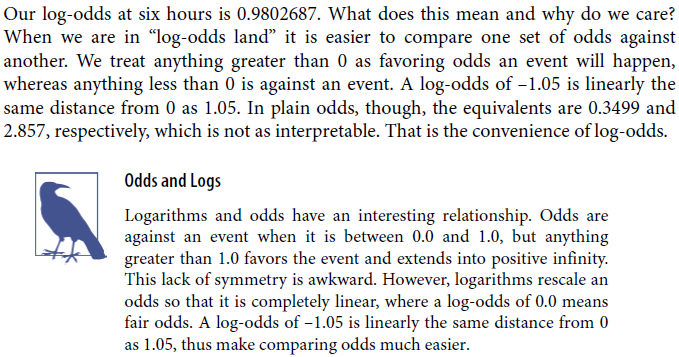 Our log-odds at six hours is 0.9802687. What does this mean and why do we care?
When we are in “log-odds land” it is easier to compare one set of odds against
another. We treat anything greater than 0 as favoring odds an event will happen,
whereas anything less than 0 is against an event. A log-odds of –1.05 is linearly the
same distance from 0 as 1.05. In plain odds, though, the equivalents are 0.3499 and
2.857, respectively, which is not as interpretable. That is the convenience of log-odds.
Odds and Logs
Logarithms and odds have an interesting relationship. Odds are
against an event when it is between 0.0 and 1.0, but anything
greater than 1.0 favors the event and extends into positive infinity.
This lack of symmetry is awkward. However, logarithms rescale an
odds so that it is completely linear, where a log-odds of 0.0 means
fair odds. A log-odds of –1.05 is linearly the same distance from 0
as 1.05, thus make comparing odds much easier.